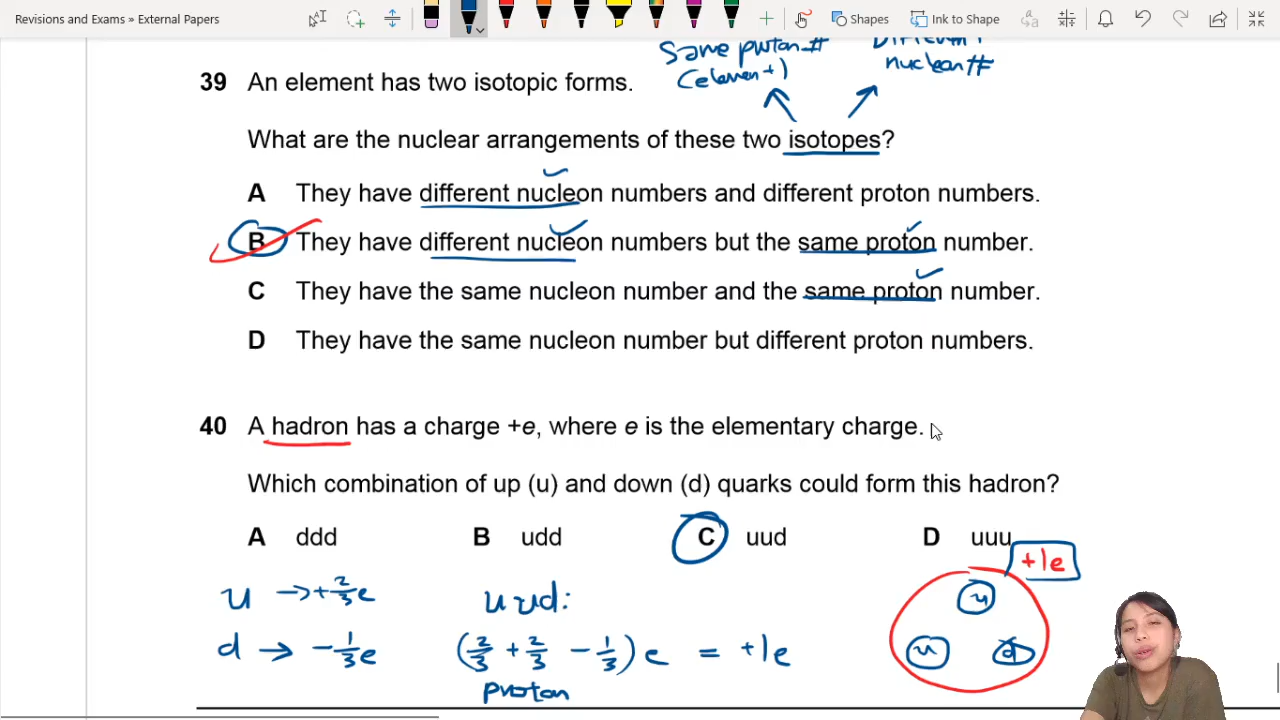 Revisions and Exams » External Papers
Shapes
Ink to Shape
Same proton #
(element)
Different
nucleon #
39 An element has two isotopic forms.
What are the nuclear arrangements of these two isotopes?
A They have different nucleon numbers and different proton numbers.
B They have different nucleon numbers but the same proton number.
C They have the same nucleon number and the same proton number.
D They have the same nucleon number but different proton numbers.
40 A hadron has a charge +e, where e is the elementary charge.
Which combination of up (u) and down (d) quarks could form this hadron?
A ddd B udd C uud D uuu
+1e
u → +2/3e uud:
u
d → -1/3e (2/3 + 2/3 - 1/3) e = +1e
u d
proton